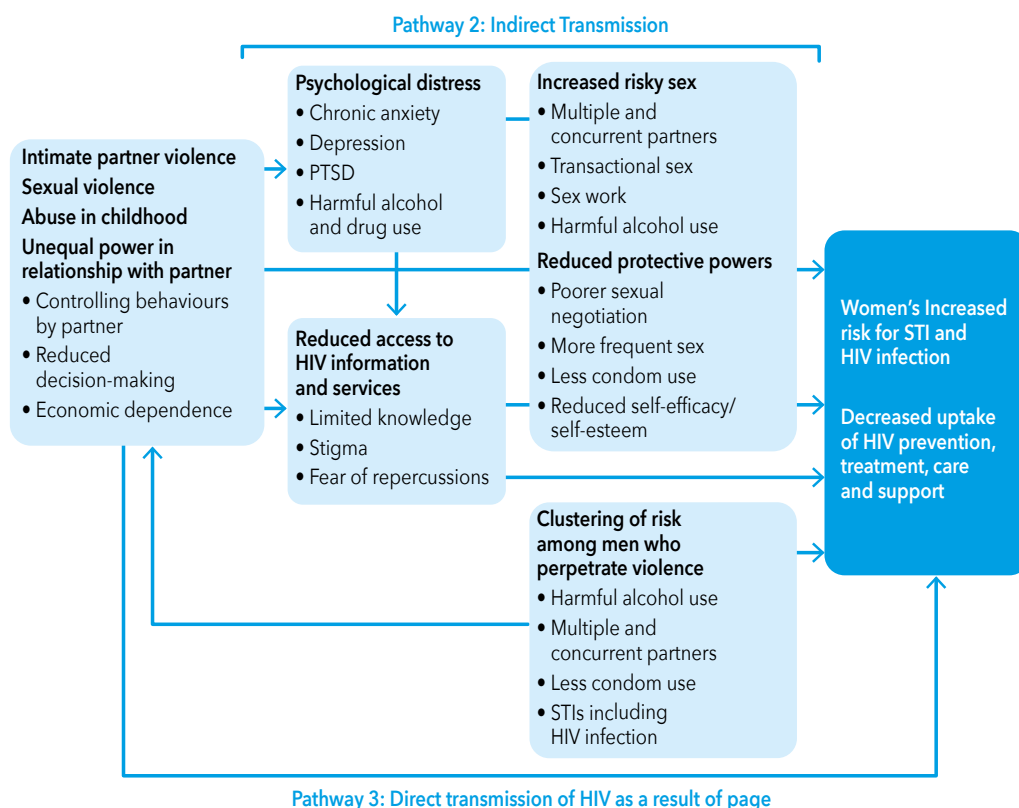 Pathway 2: Indirect Transmission
Intimate partner violence
Sexual violence
Abuse in childhood
Unequal power in
relationship with partner
• Controlling behaviours
by partner
• Reduced
decision-making
• Economic dependence
Psychological distress
• Chronic anxiety
• Depression
• PTSD
• Harmful alcohol
and drug use
Reduced access to
HIV information
and services
• Limited knowledge
• Stigma
• Fear of repercussions
Increased risky sex
• Multiple and
concurrent partners
• Transactional sex
• Sex work
• Harmful alcohol use
Reduced protective powers
• Poorer sexual
negotiation
• More frequent sex
• Less condom use
• Reduced self-efficacy/
self-esteem
Clustering of risk
among men who
perpetrate violence
• Harmful alcohol use
• Multiple and
concurrent partners
• Less condom use
• STIs including
HIV infection
Women’s Increased
risk for STI and
HIV infection
Decreased uptake
of HIV prevention,
treatment, care
and support
Pathway 3: Direct transmission of HIV as a result of page